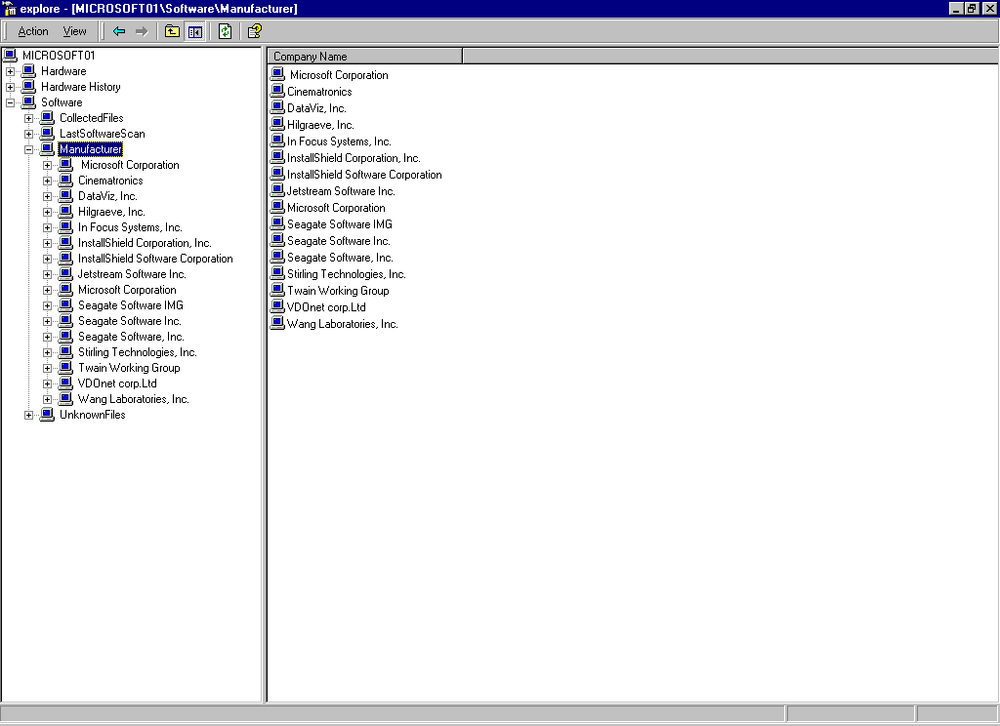 explore - [MICROSOFT01\Software\Manufacturer]
Action View
MICROSOFT01
Hardware
Hardware History
Software
CollectedFiles
LastSoftwareScan
Manufacturer
Microsoft Corporation
Cinematronics
DataViz, Inc.
Hilgraeve, Inc.
In Focus Systems, Inc.
InstallShield Corporation, Inc.
InstallShield Software Corporation
Jetstream Software Inc.
Microsoft Corporation
Seagate Software IMG
Seagate Software Inc.
Seagate Software, Inc.
Stirling Technologies, Inc.
Twain Working Group
VDOnet corp.Ltd
Wang Laboratories, Inc.
UnknownFiles
Company Name
Microsoft Corporation
Cinematronics
DataViz, Inc.
Hilgraeve, Inc.
In Focus Systems, Inc.
InstallShield Corporation, Inc.
InstallShield Software Corporation
Jetstream Software Inc.
Microsoft Corporation
Seagate Software IMG
Seagate Software Inc.
Seagate Software, Inc.
Stirling Technologies, Inc.
Twain Working Group
VDOnet corp.Ltd
Wang Laboratories, Inc.